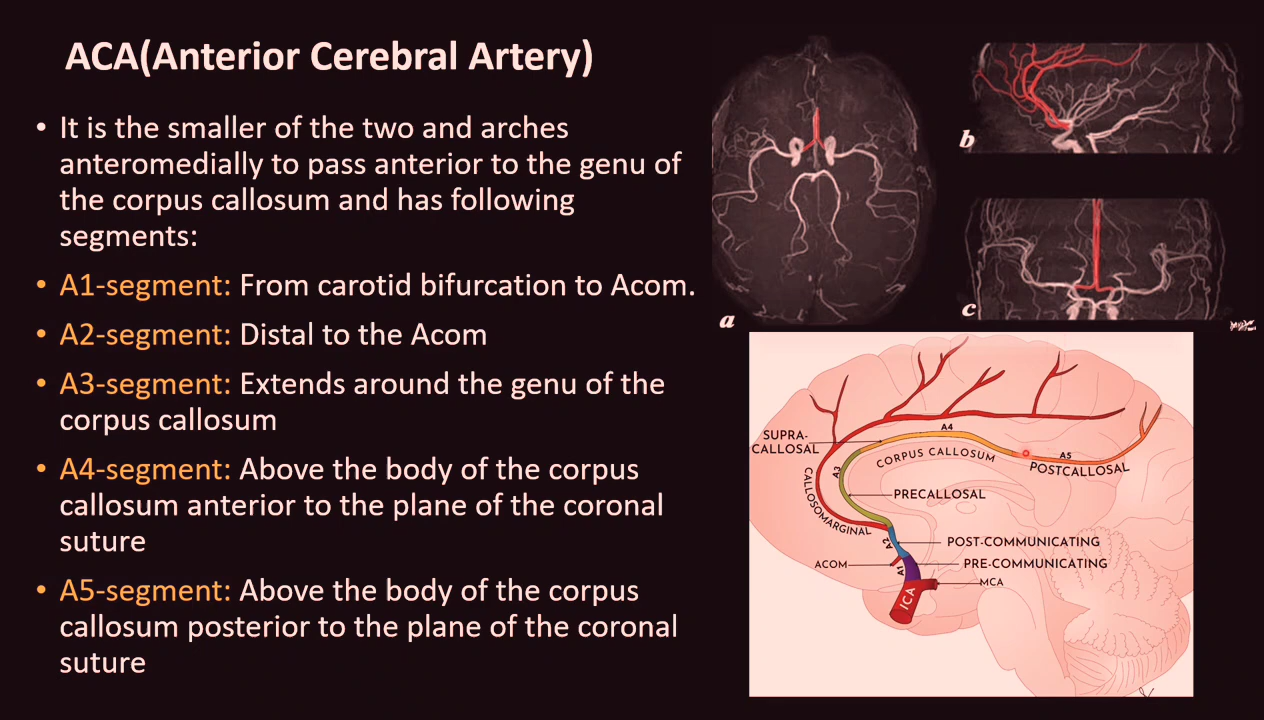 ACA(Anterior Cerebral Artery)
• It is the smaller of the two and arches
anteromedially to pass anterior to the genu of
the corpus callosum and has following
segments:
• A1-segment: From carotid bifurcation to Acom.
• A2-segment: Distal to the Acom
• A3-segment: Extends around the genu of the
corpus callosum
• A4-segment: Above the body of the corpus
callosum anterior to the plane of the coronal
suture
• A5-segment: Above the body of the corpus
callosum posterior to the plane of the coronal
suture
a
b
c
SUPRA-
CALLOSAL
A4
CORPUS CALLOSUM
A5
POSTCALLOSAL
A3
CALLOSOMARGINAL
PRECALLOSAL
A2
POST-COMMUNICATING
ACOM
A1
PRE-COMMUNICATING
MCA
ICA